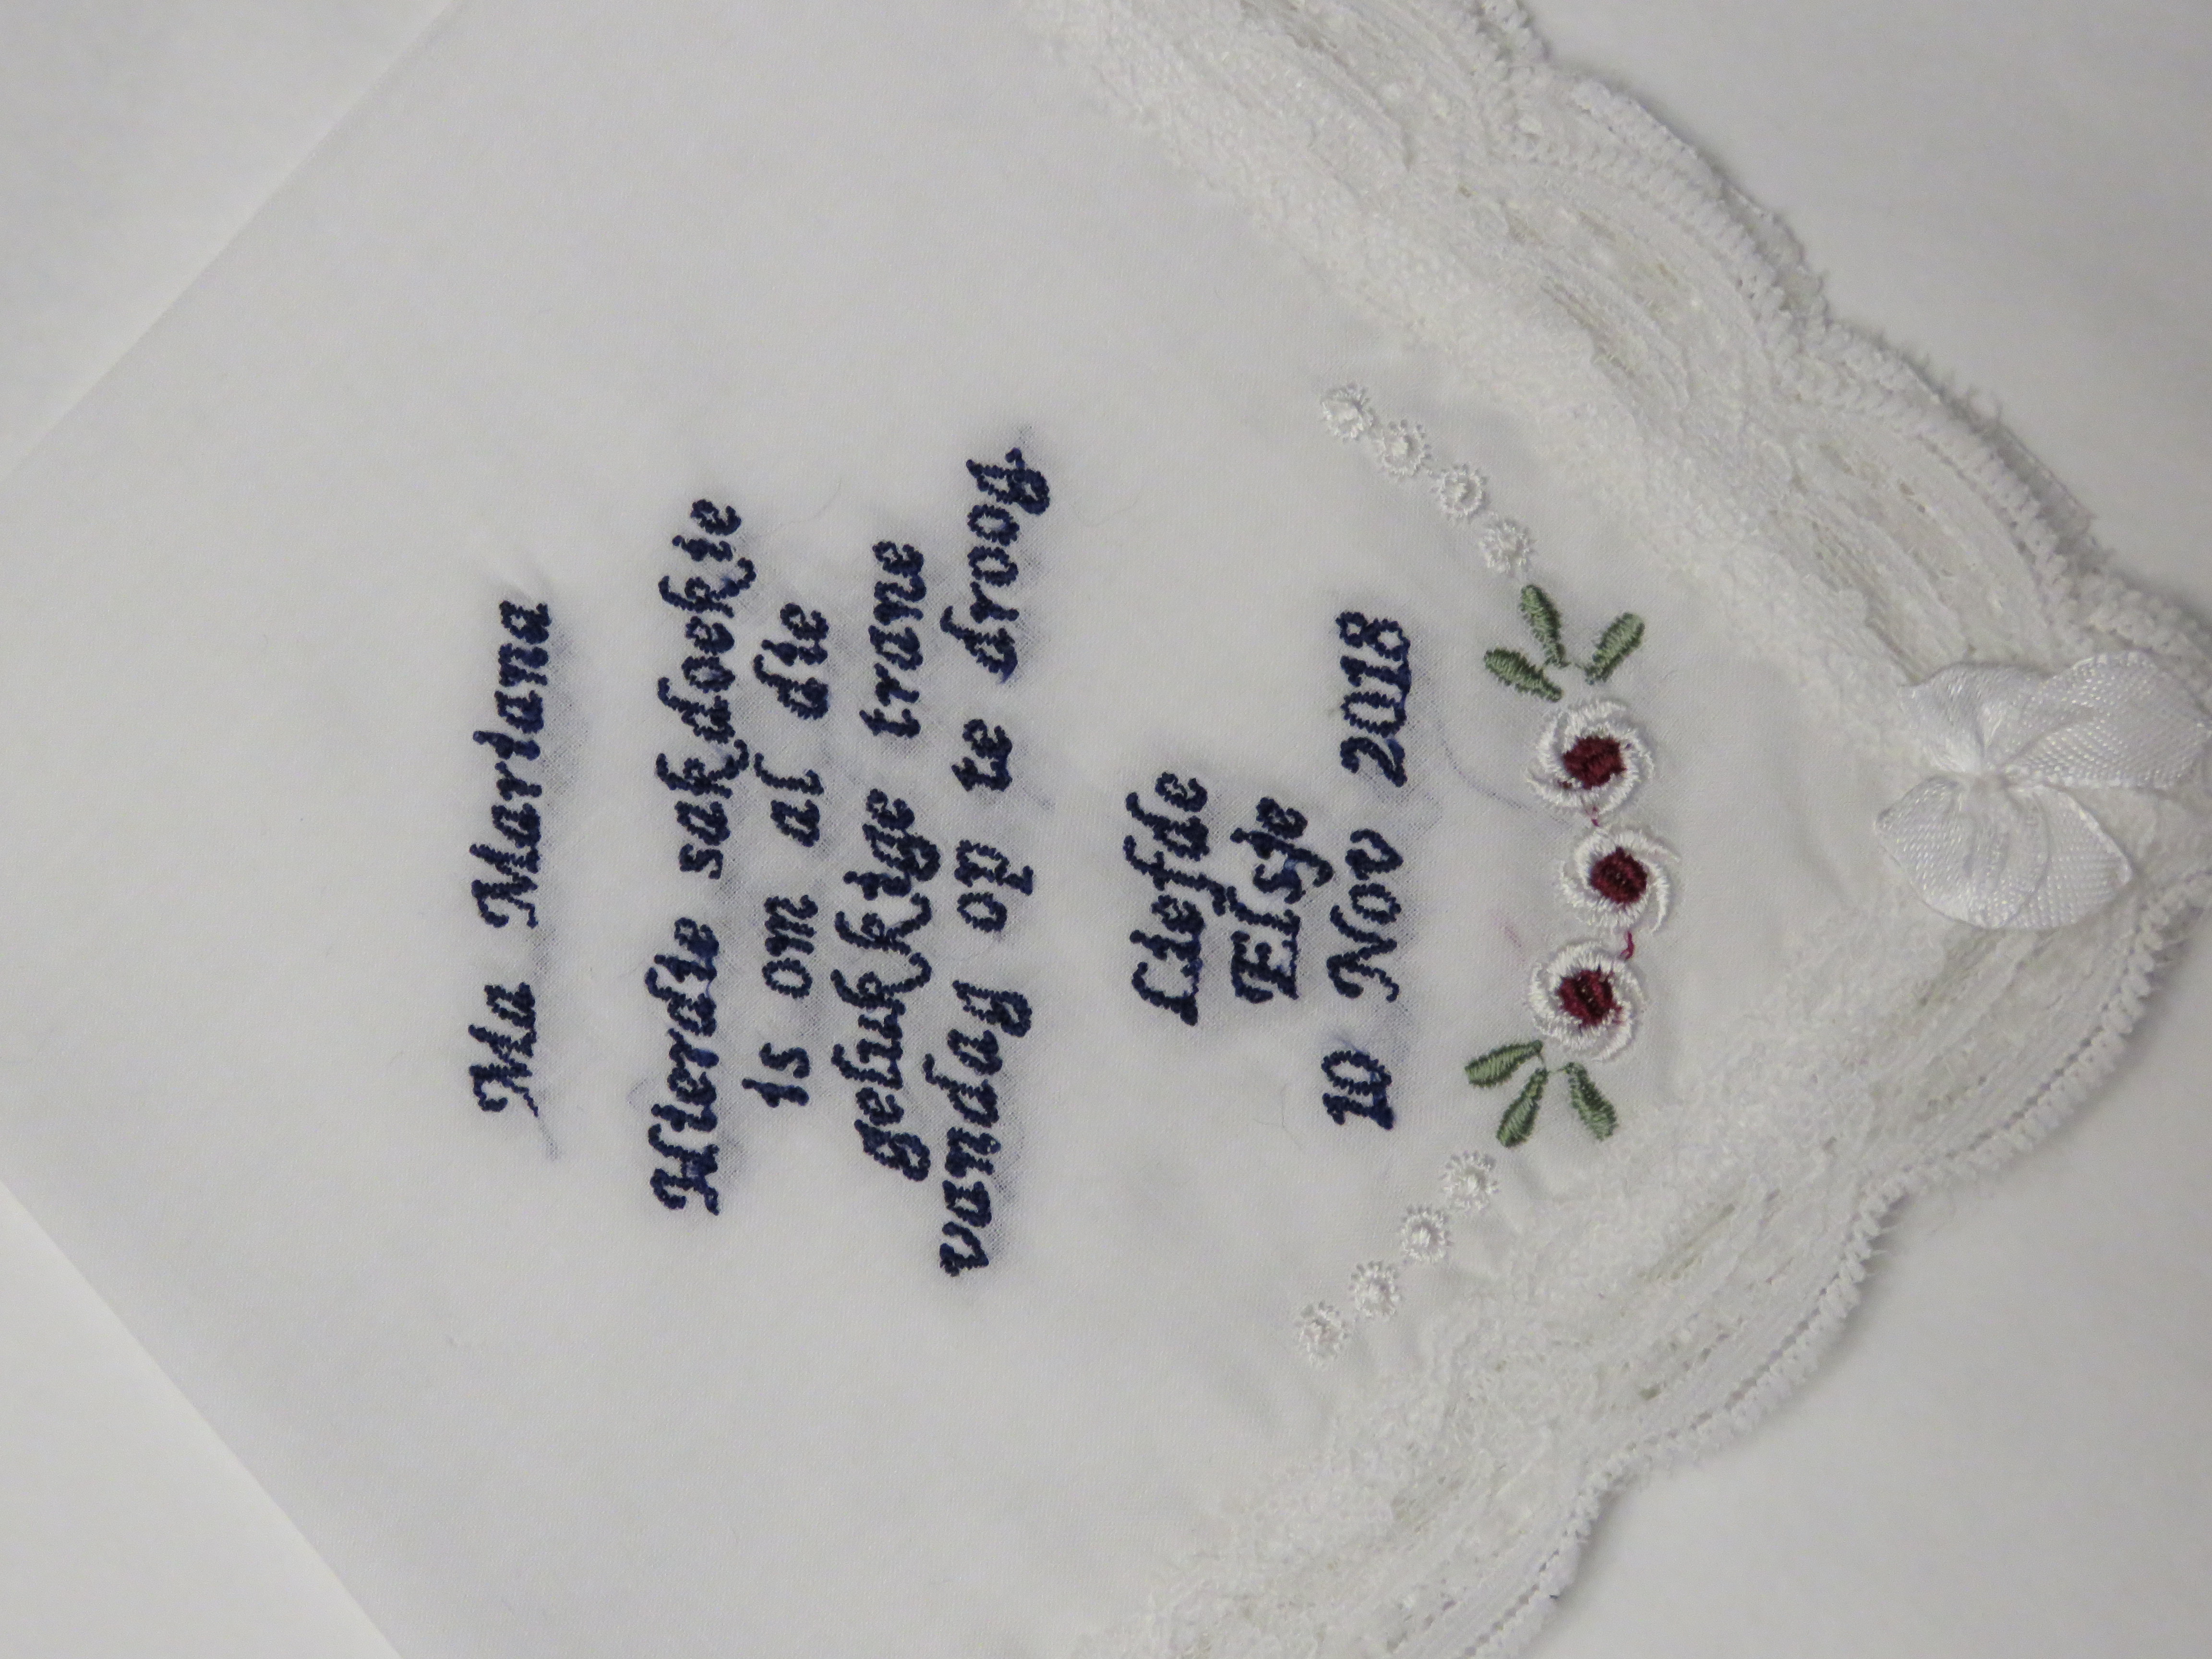 Ma Mariana
Hierdie sakdoekie
is om al die
gelukkige trane
vandag op te droog
Liefde
Elsje
10 Nov 2018